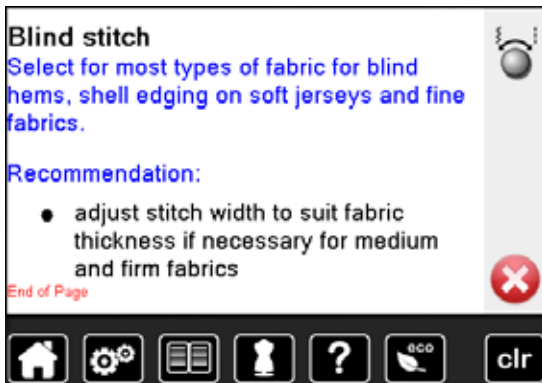 Blind stitch
Select for most types of fabric for blind
hems, shell edging on soft jerseys and fine
fabrics.
Recommendation:
• adjust stitch width to suit fabric
thickness if necessary for medium
and firm fabrics
End of Page
?
eco
clr